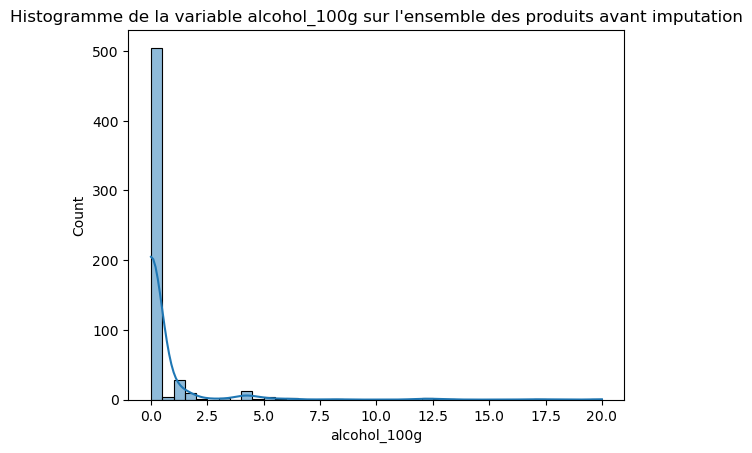 Histogramme de la variable alcohol_100g sur l'ensemble des produits avant imputation
500
400
300
200
100
0
Count
0.0 2.5 5.0 7.5 10.0 12.5 15.0 17.5 20.0
alcohol_100g